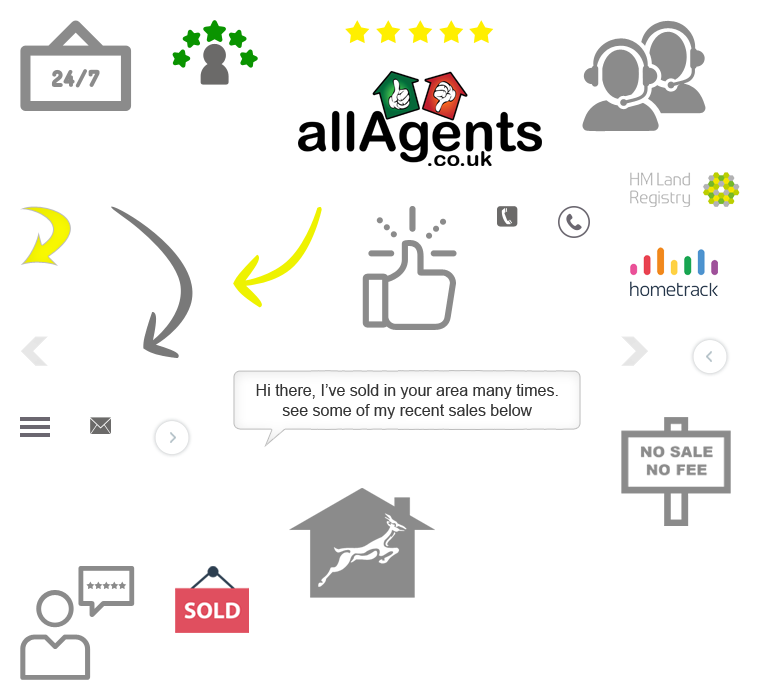 24/7
allAgents
.co.uk
HM Land
Registry
hometrack
Hi there, I've sold in your area many times.
see some of my recent sales below
NO SALE
NO FEE
SOLD